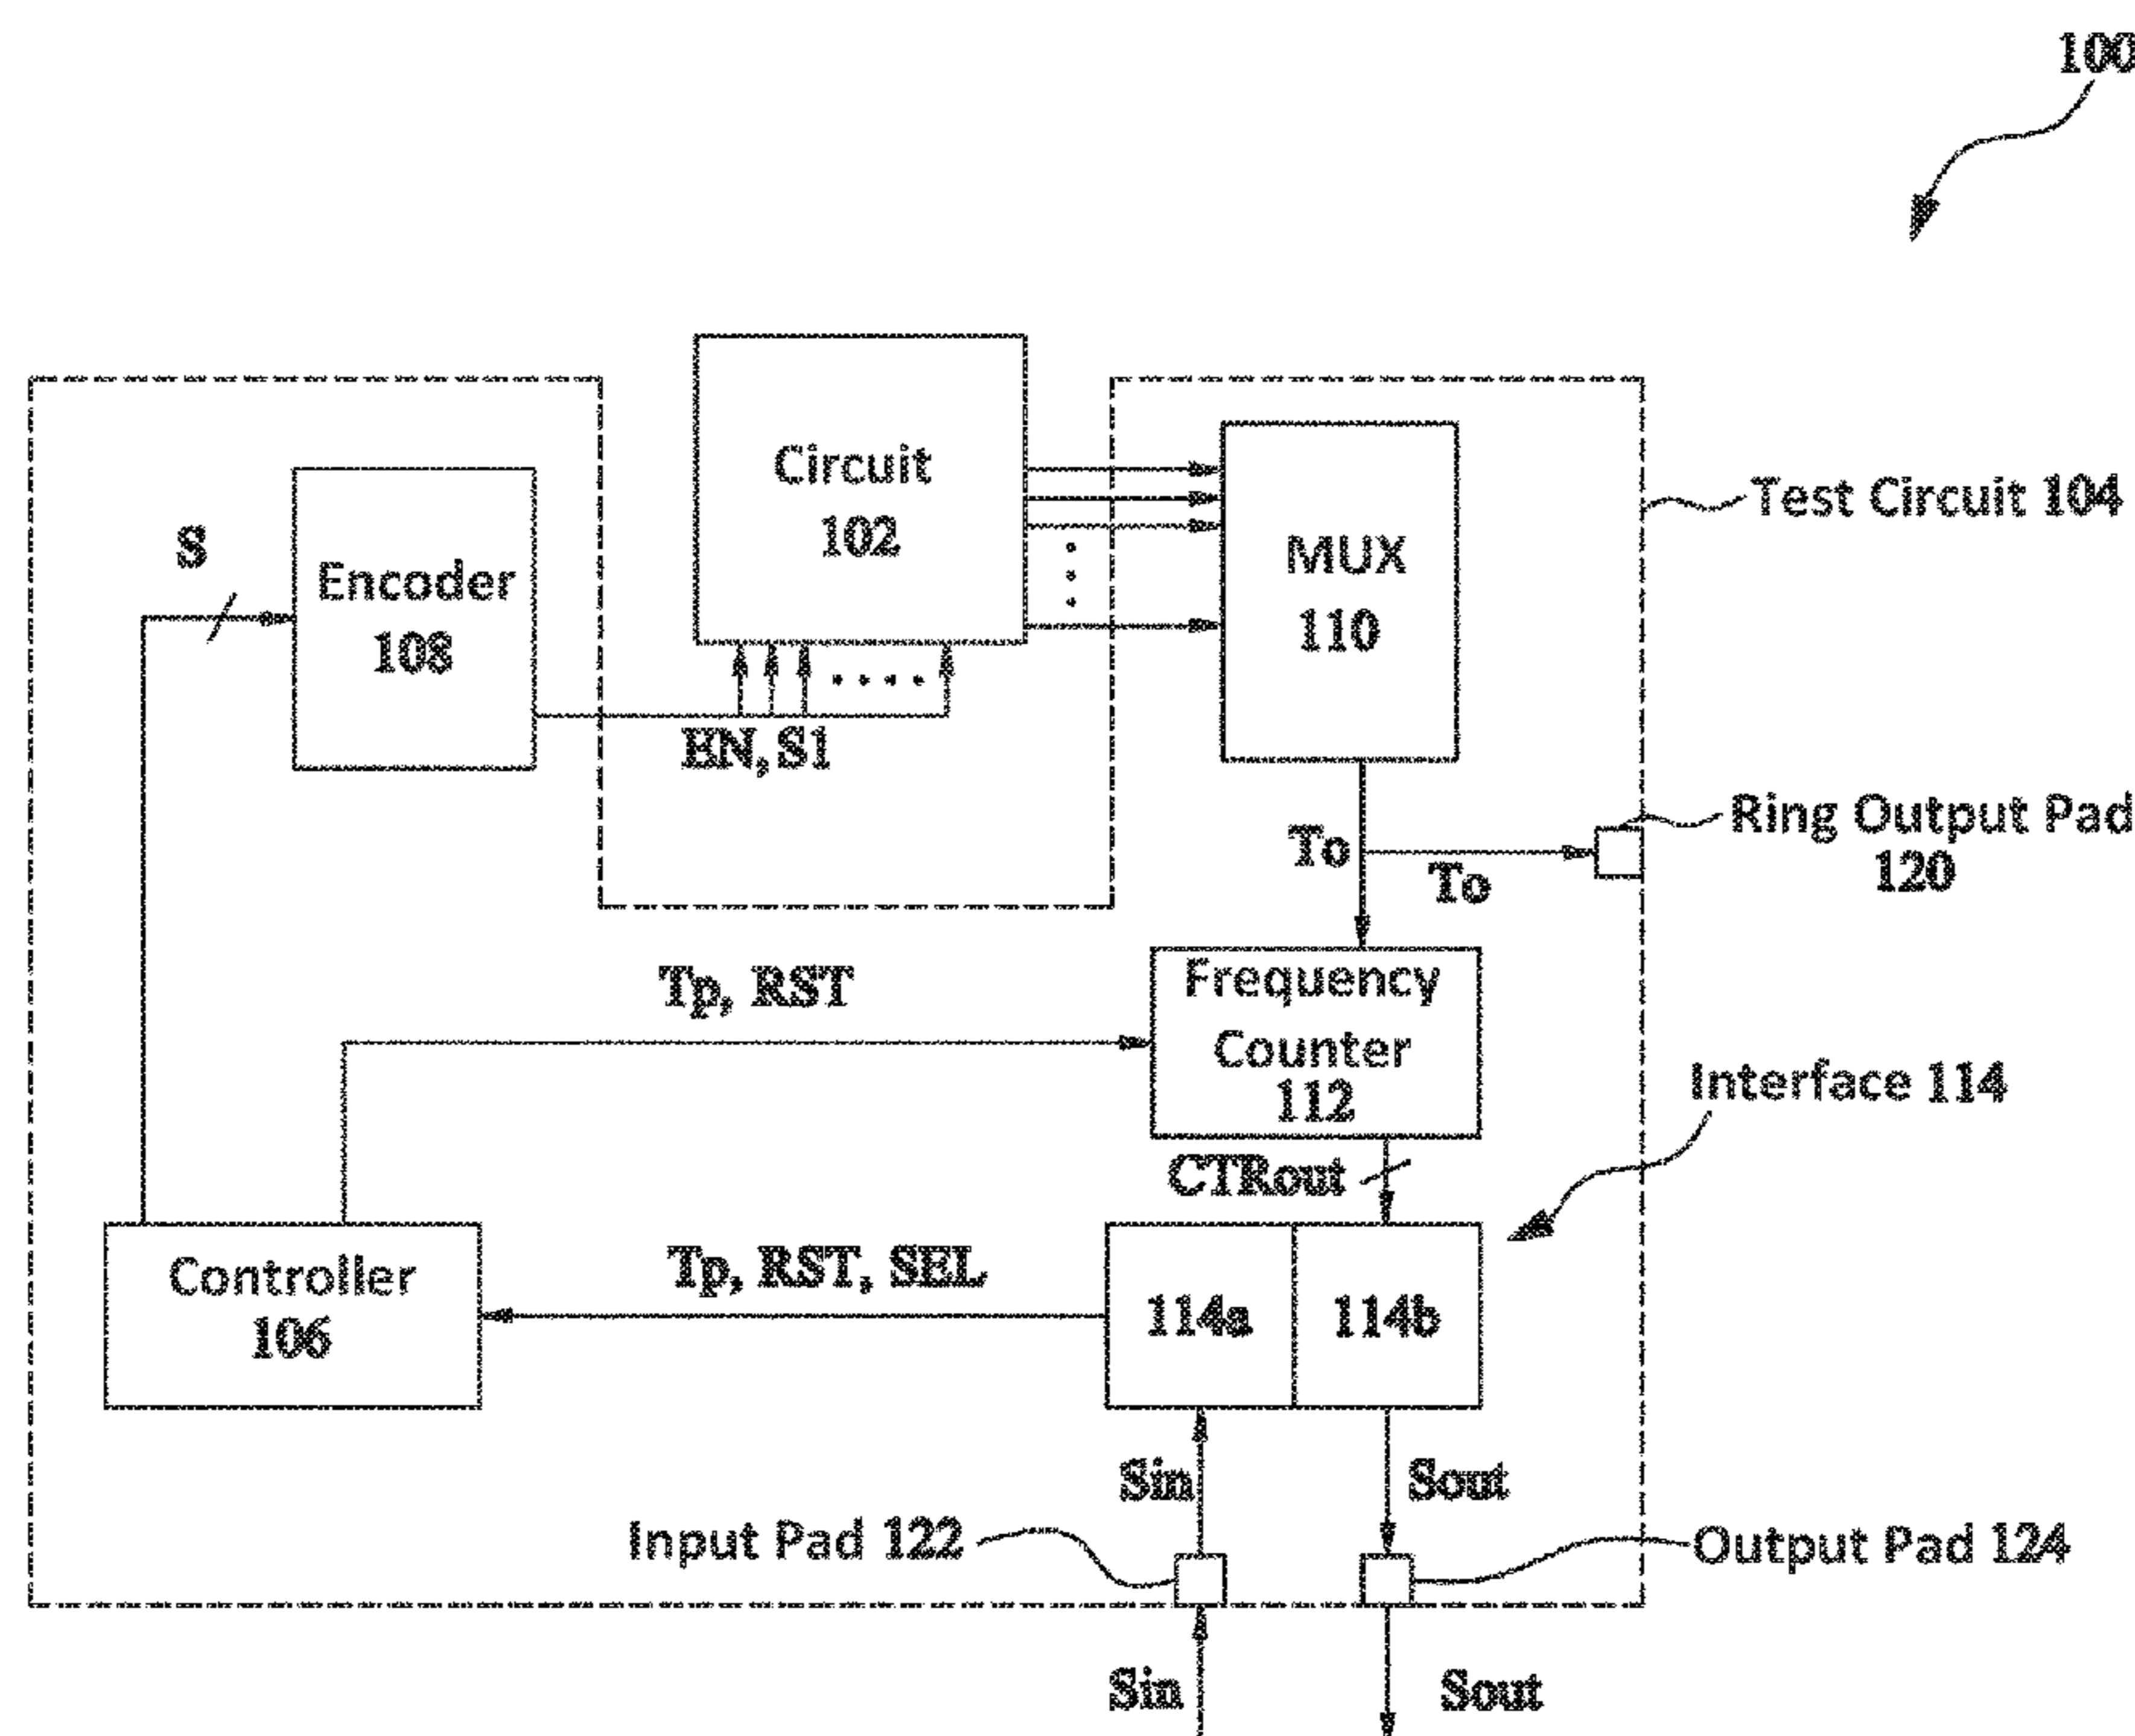 100
Circuit
102
S
Encoder
108
MUX
110
Test Circuit 104
EN, S1
To
To
Ring Output Pad
120
Tp, RST
Frequency
Counter
112
Interface 114
CTRout
Controller
106
Tp, RST, SEL
114a
114b
Sin
Sout
Input Pad 122
Output Pad 124
Sin
Sout